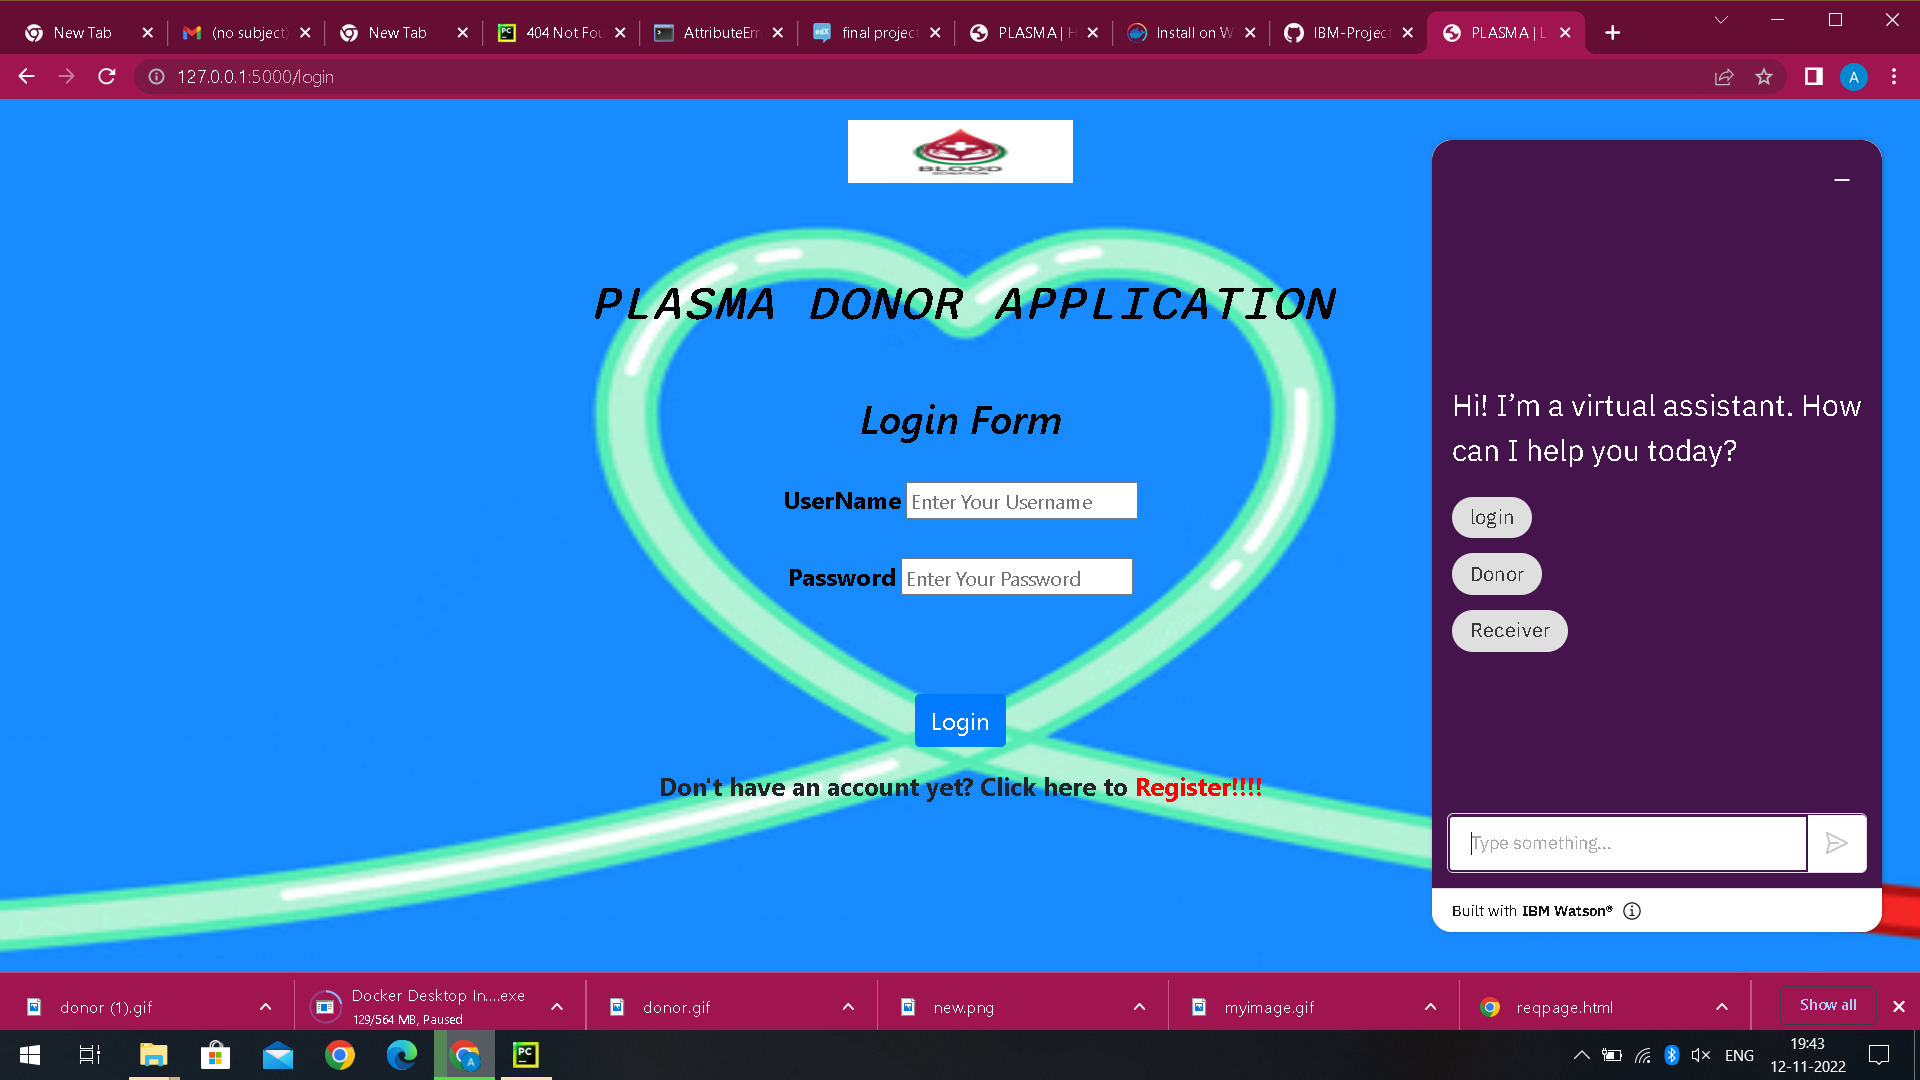 New Tab
(no subject)
New Tab
404 Not Fou
AttributeErr
final project
PLASMA | H
Install on W
IBM-Project
PLASMA | L
127.0.0.1:5000/login
A
BLOOD
PLASMA DONOR APPLICATION
Login Form
UserName Enter Your Username
Password Enter Your Password
Login
Don't have an account yet? Click here to Register!!!!
Hi! I'm a virtual assistant. How
can I help you today?
login
Donor
Receiver
Type something...
Built with IBM Watson®
donor (1).gif
Docker Desktop In....exe
129/564 MB, Paused
donor.gif
new.png
myimage.gif
reqpage.html
Show all
ENG
19:43
12-11-2022